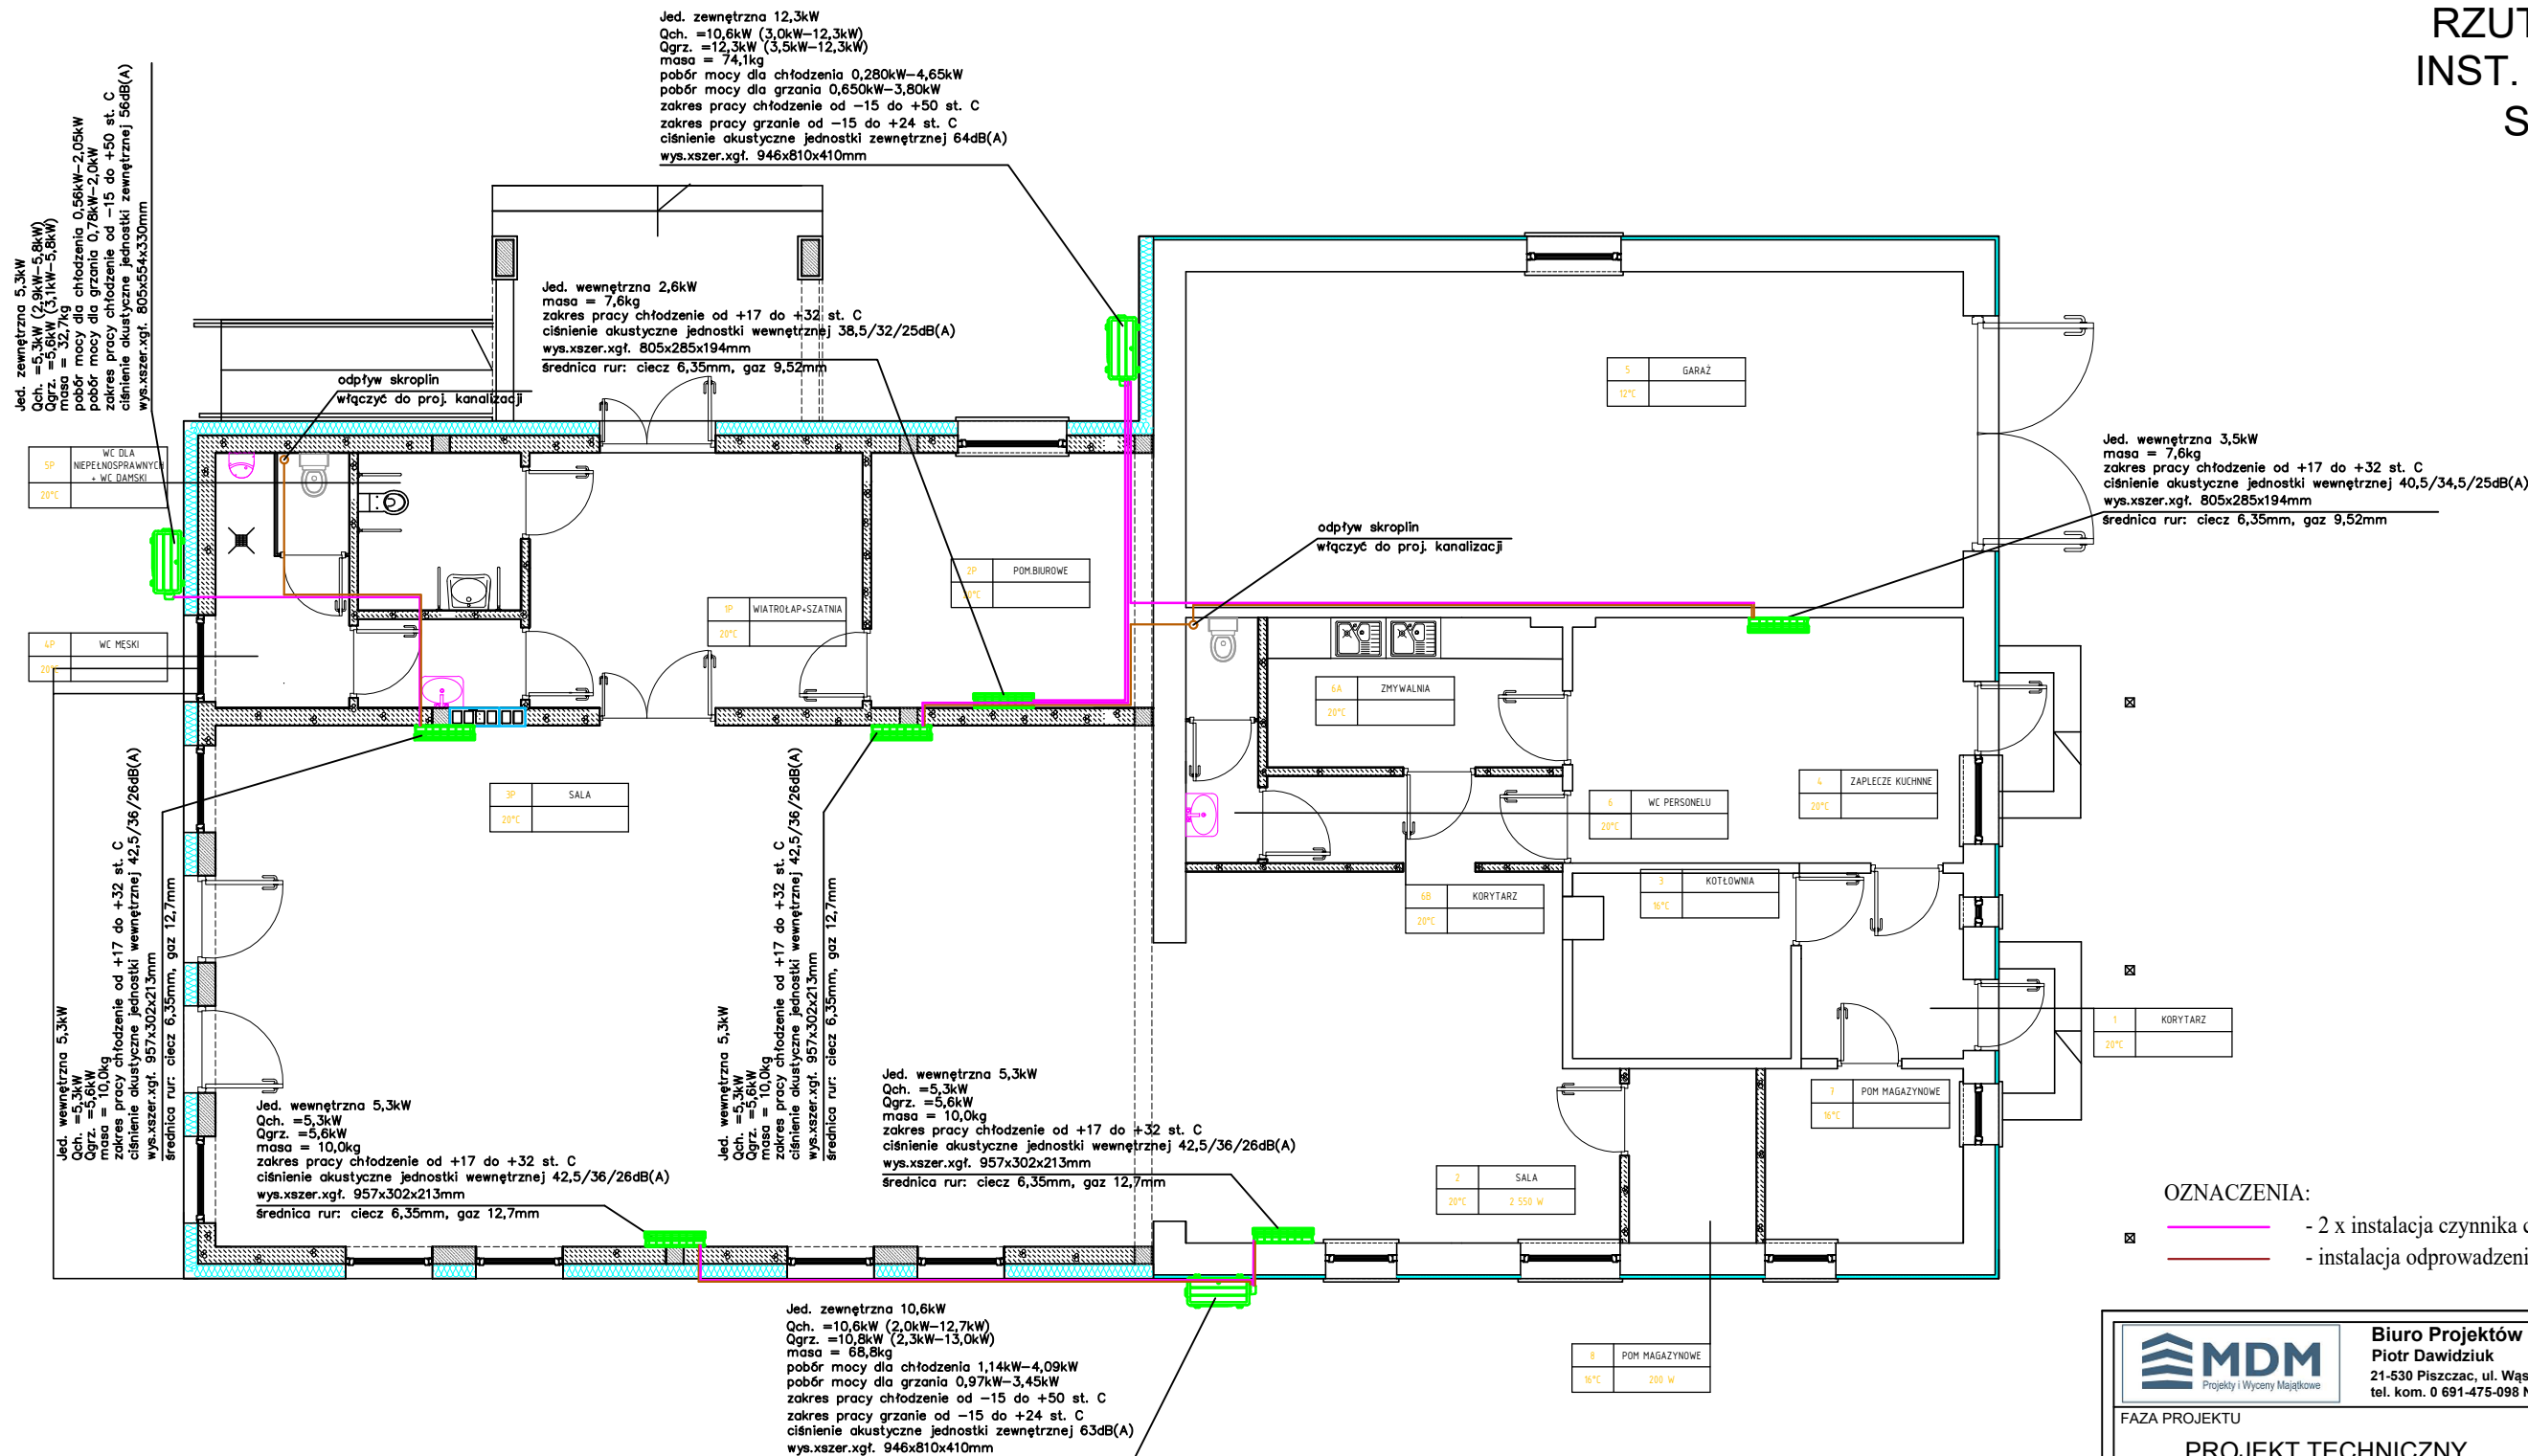 RZUT
INST.
S
Jed. zewnętrzna 12,3kW
Qch. =10,6kW (3,0kW–12,3kW)
Qgrz. =12,3kW (3,5kW–12,3kW)
masa = 74,1kg
pobór mocy dla chłodzenia 0,280kW–4,65kW
pobór mocy dla grzania 0,650kW–3,80kW
zakres pracy chłodzenie od –15 do +50 st. C
zakres pracy grzanie od –15 do +24 st. C
ciśnienie akustyczne jednostki zewnętrznej 64dB(A)
wys.xszer.xgł. 946x810x410mm
Jed. zewnętrzna 5,3kW
Qch. =5,3kW (2,9kW–5,8kW)
Qgrz. =5,6kW (3,1kW–5,8kW)
masa = 32,7kg
pobór mocy dla chłodzenia 0,56kW–2,05kW
pobór mocy dla grzania 0,78kW–2,0kW
zakres pracy chłodzenie od –15 do +50 st. C
ciśnienie akustyczne jednostki zewnętrznej 56dB(A)
wys.xszer.xgł. 805x554x330mm
Jed. wewnętrzna 2,6kW
masa = 7,6kg
zakres pracy chłodzenie od +17 do +32 st. C
ciśnienie akustyczne jednostki wewnętrznej 38,5/32/25dB(A)
wys.xszer.xgł. 805x285x194mm
średnica rur: ciecz 6,35mm, gaz 9,52mm
odpływ skroplin
włączyć do proj. kanalizacji
5 GARAŻ
12°C
Jed. wewnętrzna 3,5kW
masa = 7,6kg
zakres pracy chłodzenie od +17 do +32 st. C
ciśnienie akustyczne jednostki wewnętrznej 40,5/34,5/25dB(A)
wys.xszer.xgł. 805x285x194mm
średnica rur: ciecz 6,35mm, gaz 9,52mm
5P WC DLA
NIEPEŁNOSPRAWNYCH
+ WC DAMSKI
20°C
odpływ skroplin
włączyć do proj. kanalizacji
2P POM.BIUROWE
20°C
1P WIATROŁAP+SZATNIA
20°C
4P WC MĘSKI
20°C
6A ZMYWALNIA
20°C
3P SALA
20°C
6 WC PERSONELU
20°C
4 ZAPLECZE KUCHNNE
20°C
3 KOTŁOWNIA
16°C
6B KORYTARZ
20°C
1 KORYTARZ
20°C
Jed. wewnętrzna 5,3kW
Qch. =5,3kW
Qgrz. =5,6kW
masa = 10,0kg
zakres pracy chłodzenie od +17 do +32 st. C
ciśnienie akustyczne jednostki wewnętrznej 42,5/36/26dB(A)
wys.xszer.xgł. 957x302x213mm
średnica rur: ciecz 6,35mm, gaz 12,7mm
Jed. wewnętrzna 5,3kW
Qch. =5,3kW
Qgrz. =5,6kW
masa = 10,0kg
zakres pracy chłodzenie od +17 do +32 st. C
ciśnienie akustyczne jednostki wewnętrznej 42,5/36/26dB(A)
wys.xszer.xgł. 957x302x213mm
średnica rur: ciecz 6,35mm, gaz 12,7mm
Jed. wewnętrzna 5,3kW
Qch. =5,3kW
Qgrz. =5,6kW
masa = 10,0kg
zakres pracy chłodzenie od +17 do +32 st. C
ciśnienie akustyczne jednostki wewnętrznej 42,5/36/26dB(A)
wys.xszer.xgł. 957x302x213mm
średnica rur: ciecz 6,35mm, gaz 12,7mm
Jed. wewnętrzna 5,3kW
Qch. =5,3kW
Qgrz. =5,6kW
masa = 10,0kg
zakres pracy chłodzenie od +17 do +32 st. C
ciśnienie akustyczne jednostki wewnętrznej 42,5/36/26dB(A)
wys.xszer.xgł. 957x302x213mm
średnica rur: ciecz 6,35mm, gaz 12,7mm
7 POM MAGAZYNOWE
16°C
2 SALA
20°C 2 550 W
8 POM MAGAZYNOWE
16°C 200 W
OZNACZENIA:
- 2 x instalacja czynnika
- instalacja odprowadzeni
Jed. zewnętrzna 10,6kW
Qch. =10,6kW (2,0kW–12,7kW)
Qgrz. =10,8kW (2,3kW–13,0kW)
masa = 68,8kg
pobór mocy dla chłodzenia 1,14kW–4,09kW
pobór mocy dla grzania 0,97kW–3,45kW
zakres pracy chłodzenie od –15 do +50 st. C
zakres pracy grzanie od –15 do +24 st. C
ciśnienie akustyczne jednostki zewnętrznej 63dB(A)
wys.xszer.xgł. 946x810x410mm
MDM
Projekty i Wyceny Majątkowe
Biuro Projektów
Piotr Dawidziuk
21-530 Piszczac, ul. Wąs
tel. kom. 0 691-475-098 N
FAZA PROJEKTU
PROJEKT TECHNICZNY